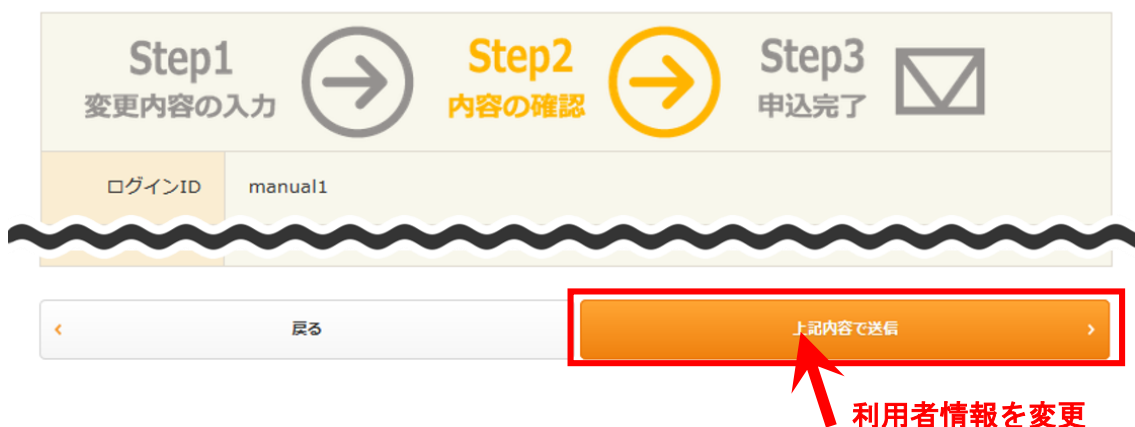 Step1 Step2 Step3
変更内容の入力 内容の確認 申込完了
ログインID manual1
戻る 上記内容で送信
利用者情報を変更